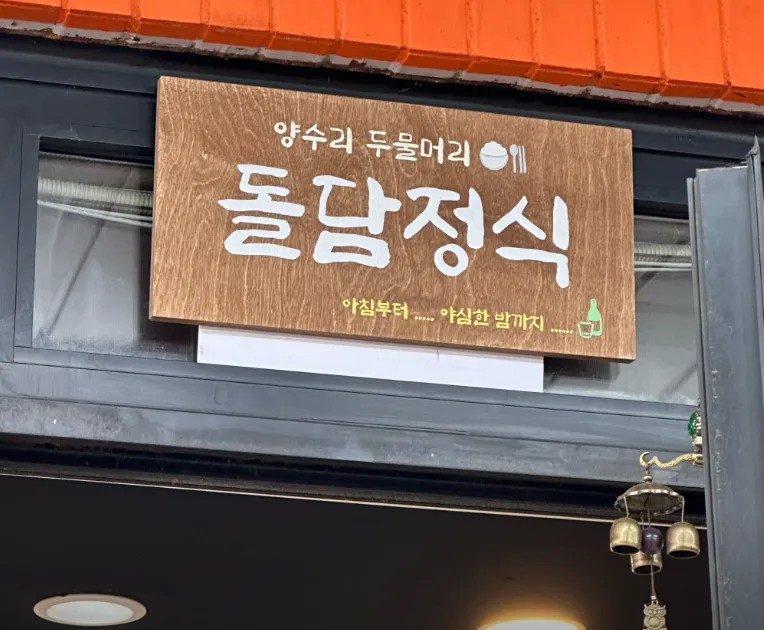 양수리 두물머리
돌담정식
아침부터 ..... 야심한 밤까지 ......